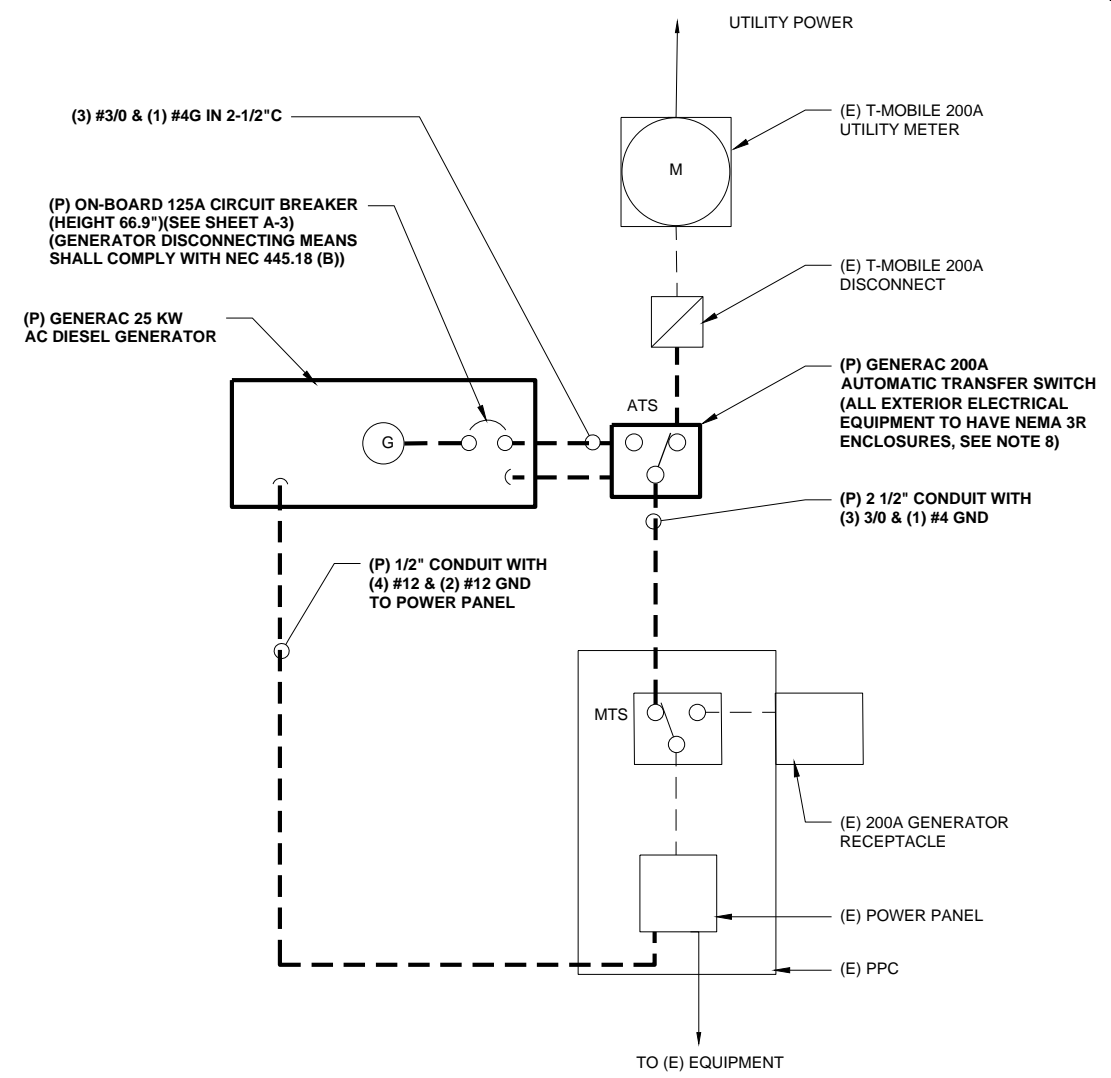 UTILITY POWER
(3) #3/0 & (1) #4G IN 2-1/2"C
(E) T-MOBILE 200A
UTILITY METER
M
(P) ON-BOARD 125A CIRCUIT BREAKER
(HEIGHT 66.9")(SEE SHEET A-3)
(GENERATOR DISCONNECTING MEANS
SHALL COMPLY WITH NEC 445.18 (B))
(E) T-MOBILE 200A
DISCONNECT
(P) GENERAC 25 KW
AC DIESEL GENERATOR
(P) GENERAC 200A
AUTOMATIC TRANSFER SWITCH
(ALL EXTERIOR ELECTRICAL
EQUIPMENT TO HAVE NEMA 3R
ENCLOSURES, SEE NOTE 8)
ATS
G
(P) 2 1/2" CONDUIT WITH
(3) 3/0 & (1) #4 GND
(P) 1/2" CONDUIT WITH
(4) #12 & (2) #12 GND
TO POWER PANEL
MTS
(E) 200A GENERATOR
RECEPTACLE
(E) POWER PANEL
(E) PPC
TO (E) EQUIPMENT